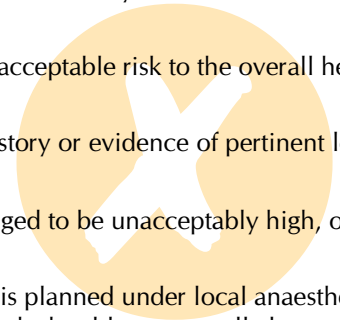 acceptable risk to the overall he
story or evidence of pertinent l
ged to be unacceptably high, o
is planned under local anaesthe